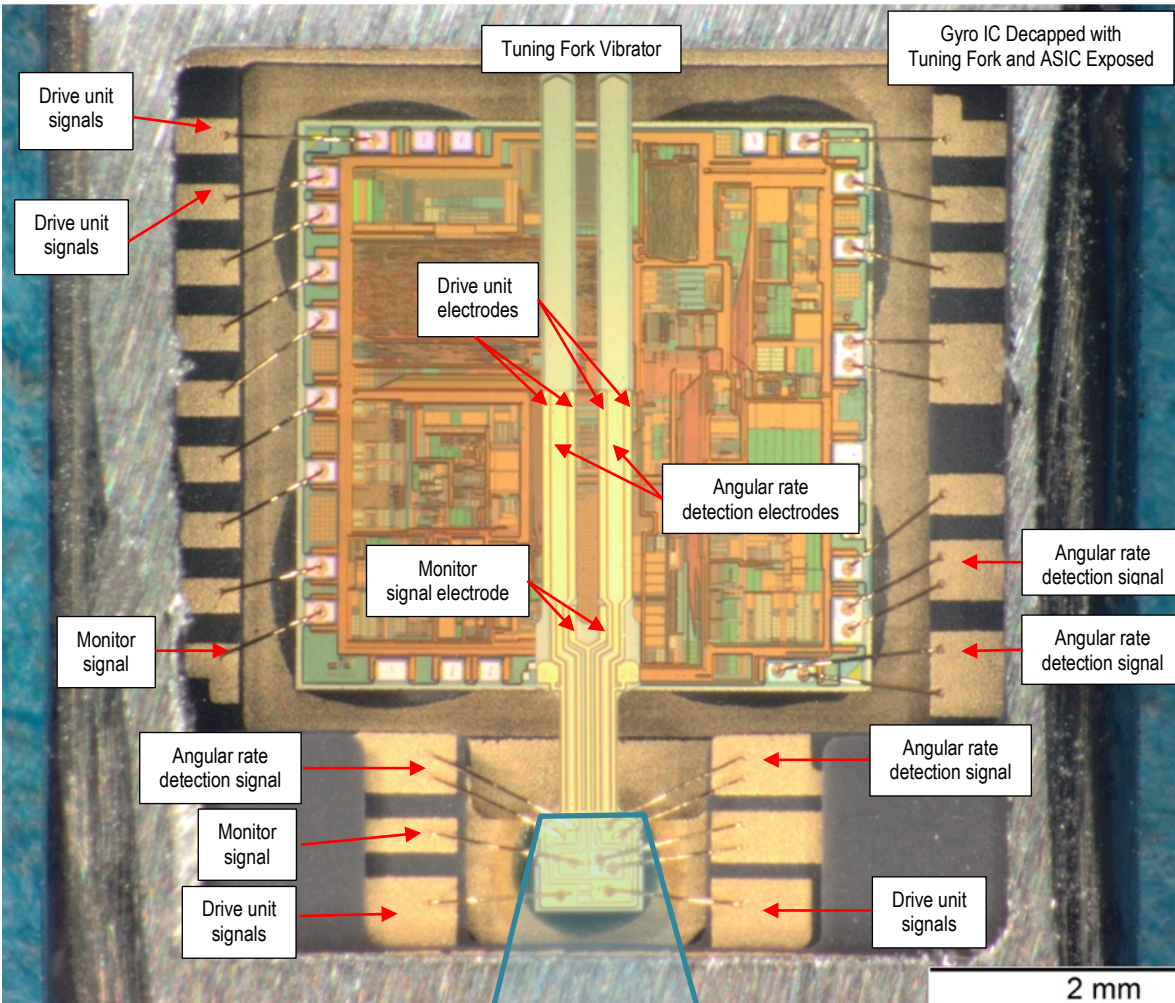 Tuning Fork Vibrator
Gyro IC Decapped with
Tuning Fork and ASIC Exposed
Drive unit
signals
Drive unit
signals
Drive unit
electrodes
Angular rate
detection electrodes
Monitor
signal electrode
Angular rate
detection signal
Monitor
signal
Angular rate
detection signal
Angular rate
detection signal
Angular rate
detection signal
Monitor
signal
Drive unit
signals
Drive unit
signals
2 mm